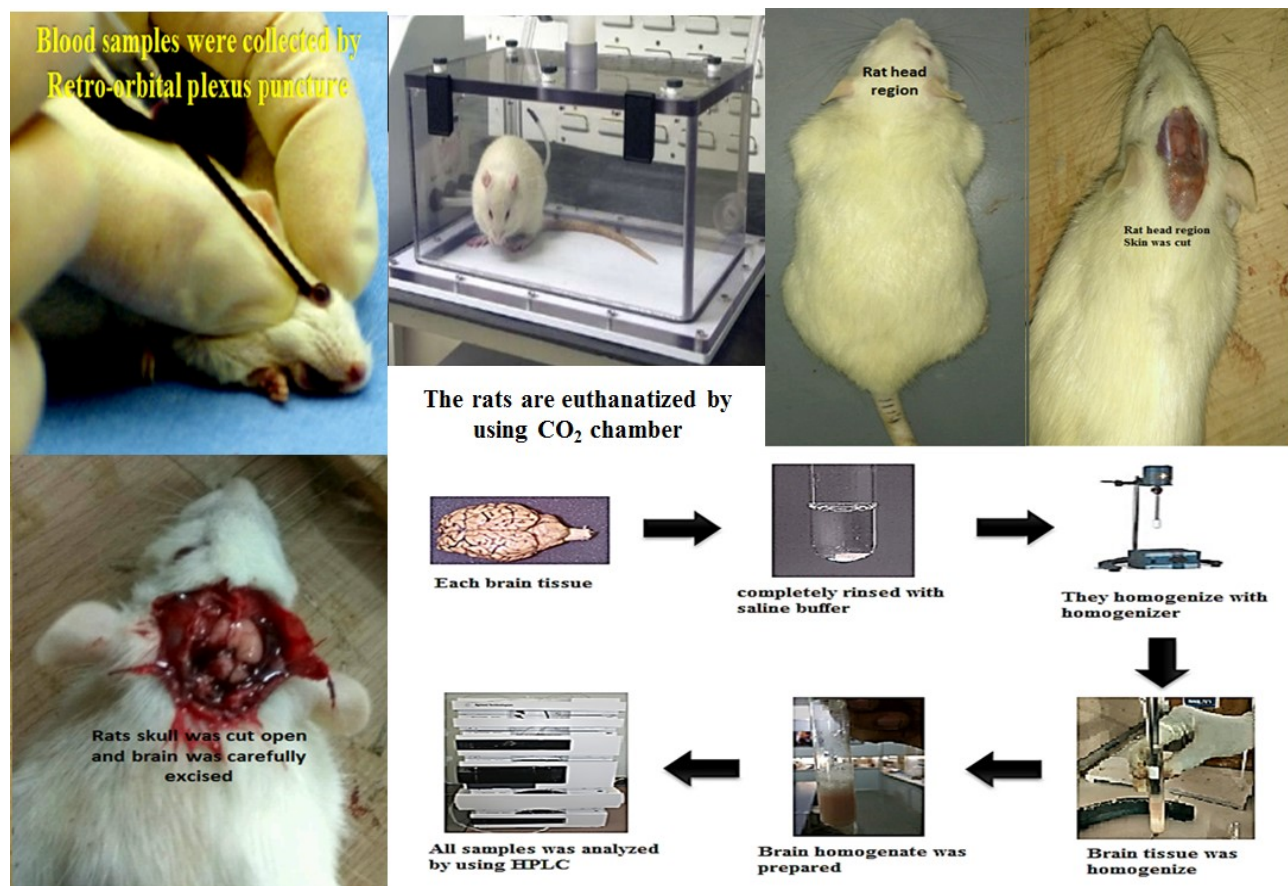 Blood samples were collected by
Retro-orbital plexus puncture
The rats are euthanatized by
using CO₂ chamber
Rat head
region
Rat head region
Skin was cut
Rats skull was cut open
and brain was carefully
excised
Each brain tissue
completely rinsed with
saline buffer
They homogenize with
homogenizer
Brain tissue was
homogenize
Brain homogenate was
prepared
All samples was analyzed
by using HPLC